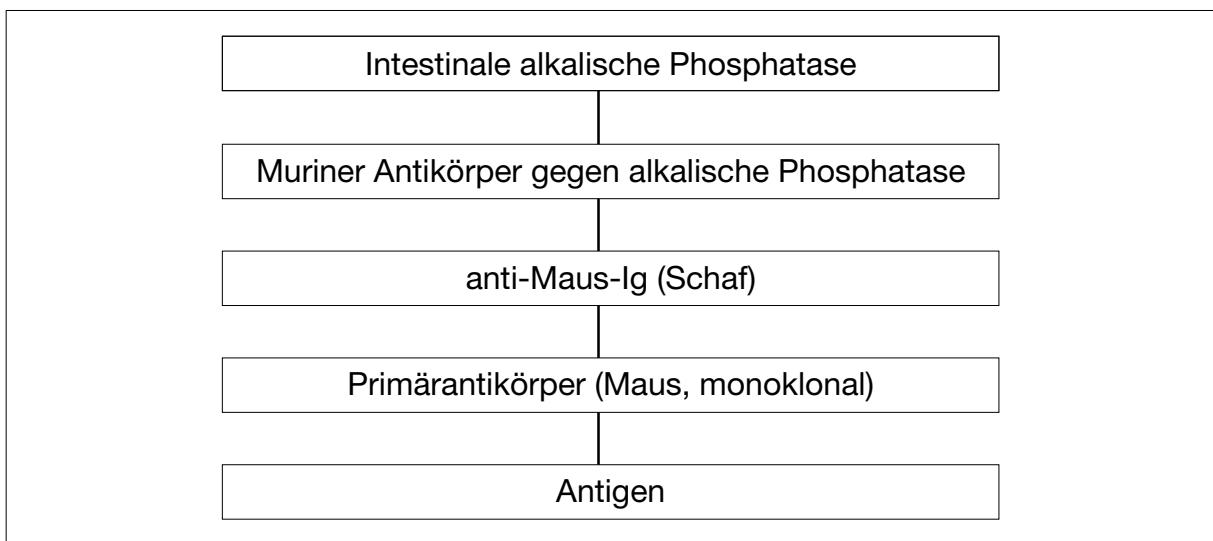 Intestinale alkalische Phosphatase
Muriner Antikörper gegen alkalische Phosphatase
anti-Maus-Ig (Schaf)
Primärantikörper (Maus, monoklonal)
Antigen